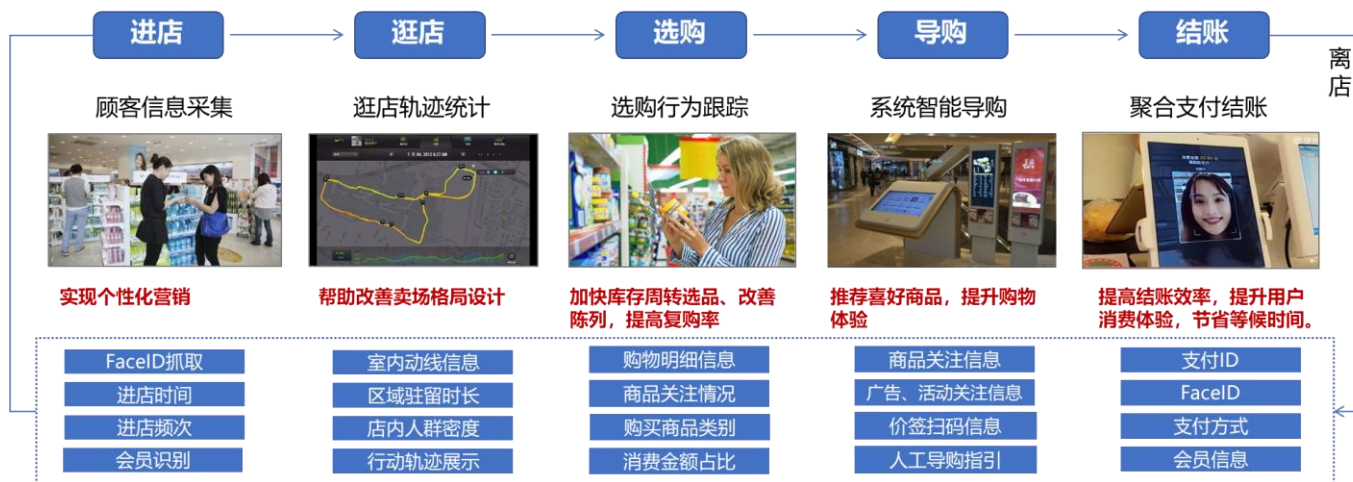 进店
逛店
选购
导购
结账
离
店
顾客信息采集
逛店轨迹统计
选购行为跟踪
系统智能导购
聚合支付结账
实现个性化营销
帮助改善卖场格局设计
加快库存周转选品、改善
陈列，提高复购率
推荐喜好商品，提升购物
体验
提高结账效率，提升用户
消费体验，节省等候时间。
FaceID抓取
室内动线信息
购物明细信息
商品关注信息
支付ID
进店时间
区域驻留时长
商品关注情况
广告、活动关注信息
FaceID
进店频次
店内人群密度
购买商品类别
价签扫码信息
支付方式
会员识别
行动轨迹展示
消费金额占比
人工导购指引
会员信息